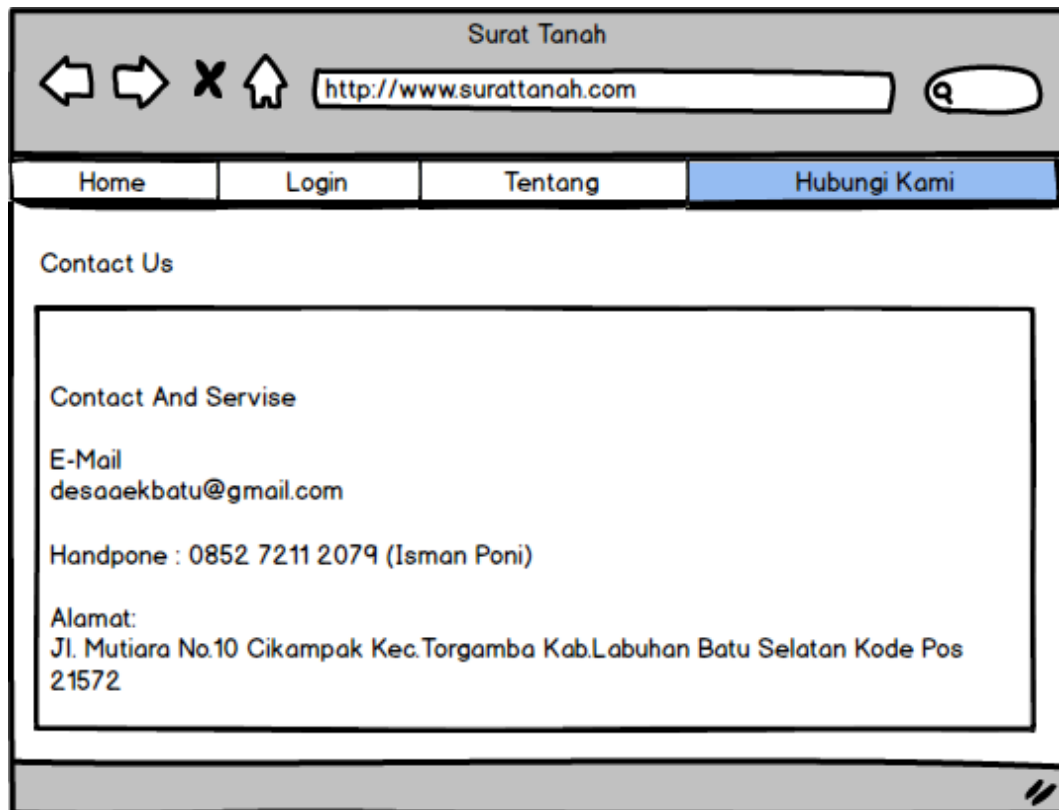 Surat Tanah
http://www.surattanah.com
Home Login Tentang Hubungi Kami
Contact Us
Contact And Servise
E-Mail
desaaekbatu@gmail.com
Handpone : 0852 7211 2079 (Isman Poni)
Alamat:
Jl. Mutiara No.10 Cikampak Kec.Torgamba Kab.Labuhan Batu Selatan Kode Pos
21572